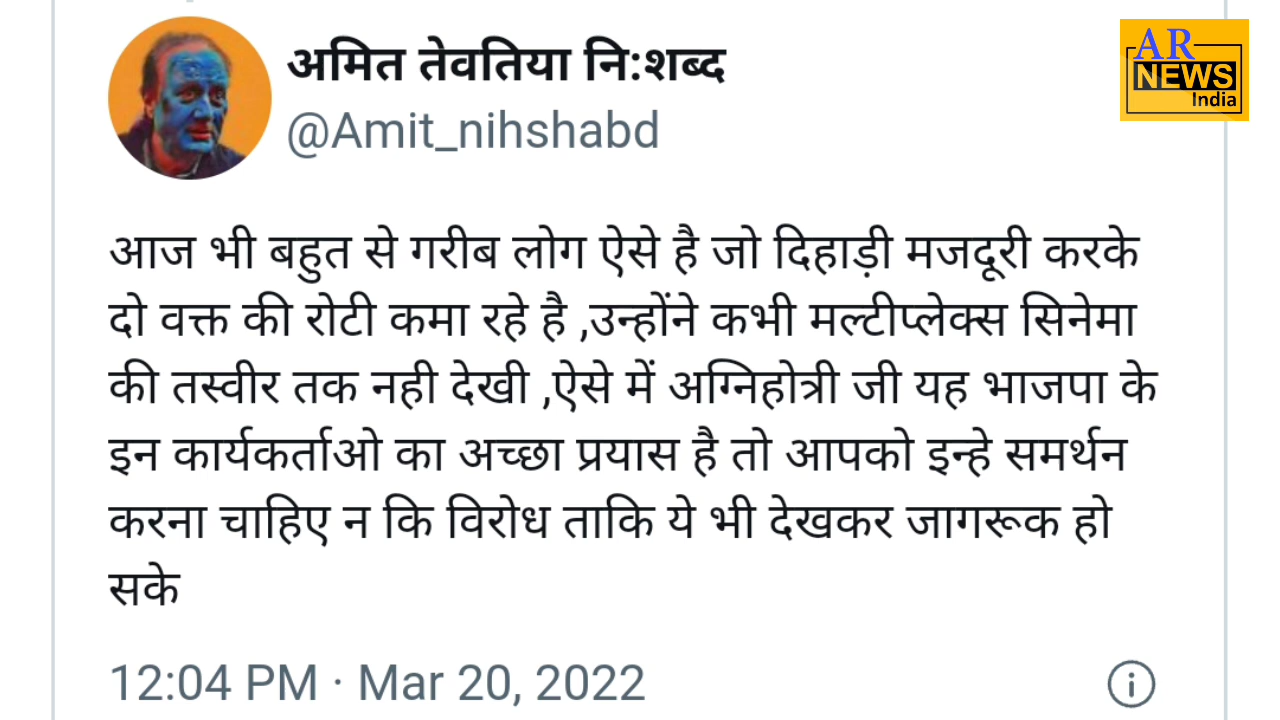 अमित तेवतिया नि:शब्द
@Amit_nihshabd
AR
NEWS
India
आज भी बहुत से गरीब लोग ऐसे है जो दिहाड़ी मजदूरी करके
दो वक्त की रोटी कमा रहे है ,उन्होंने कभी मल्टीप्लेक्स सिनेमा
की तस्वीर तक नही देखी ,ऐसे में अग्निहोत्री जी यह भाजपा के
इन कार्यकर्ताओ का अच्छा प्रयास है तो आपको इन्हे समर्थन
करना चाहिए न कि विरोध ताकि ये भी देखकर जागरूक हो
सके
12:04 PM · Mar 20, 2022